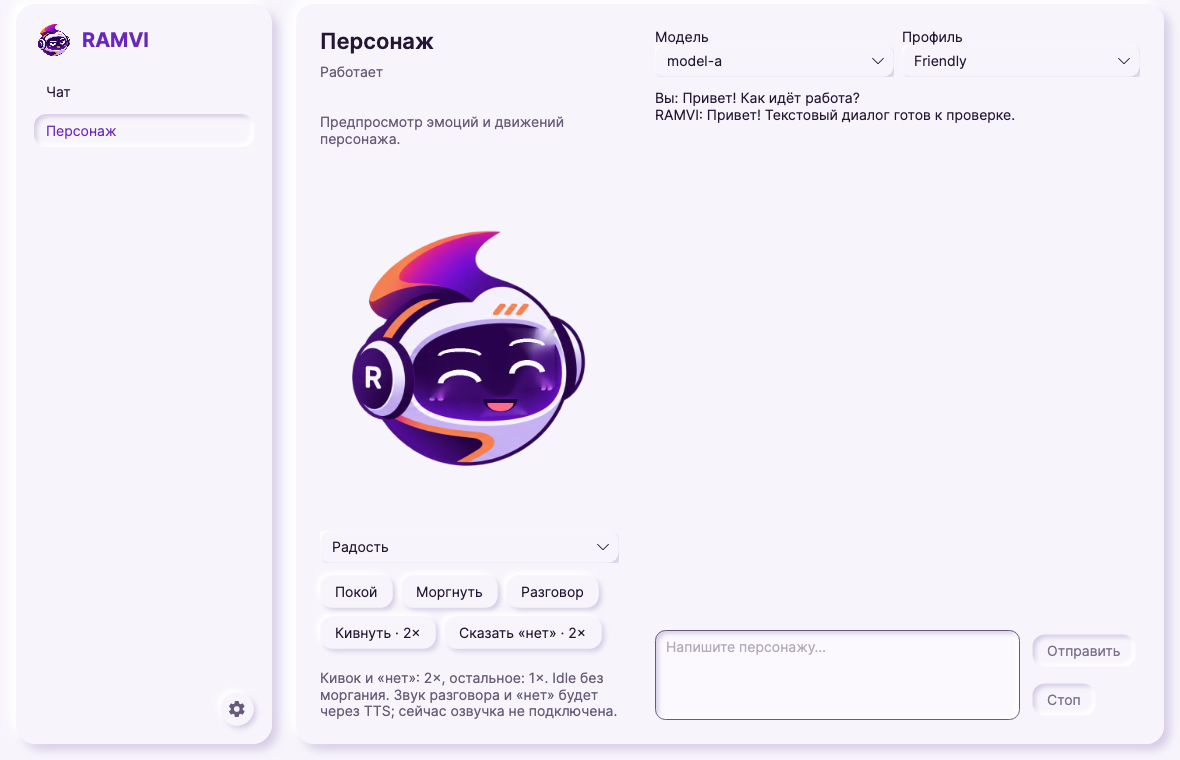 RAMVI
Чат
Персонаж
Персонаж
Работает
Предпросмотр эмоций и движений
персонажа.
R
Радость
Покой
Моргнуть
Разговор
Кивнуть · 2×
Сказать «нет» · 2×
Кивок и «нет»: 2×, остальное: 1×. Idle без
моргания. Звук разговора и «нет» будет
через TTS; сейчас озвучка не подключена.
Модель
Профиль
model-a
Friendly
Вы: Привет! Как идёт работа?
RAMVI: Привет! Текстовый диалог готов к проверке.
Напишите персонажу...
Отправить
Стоп